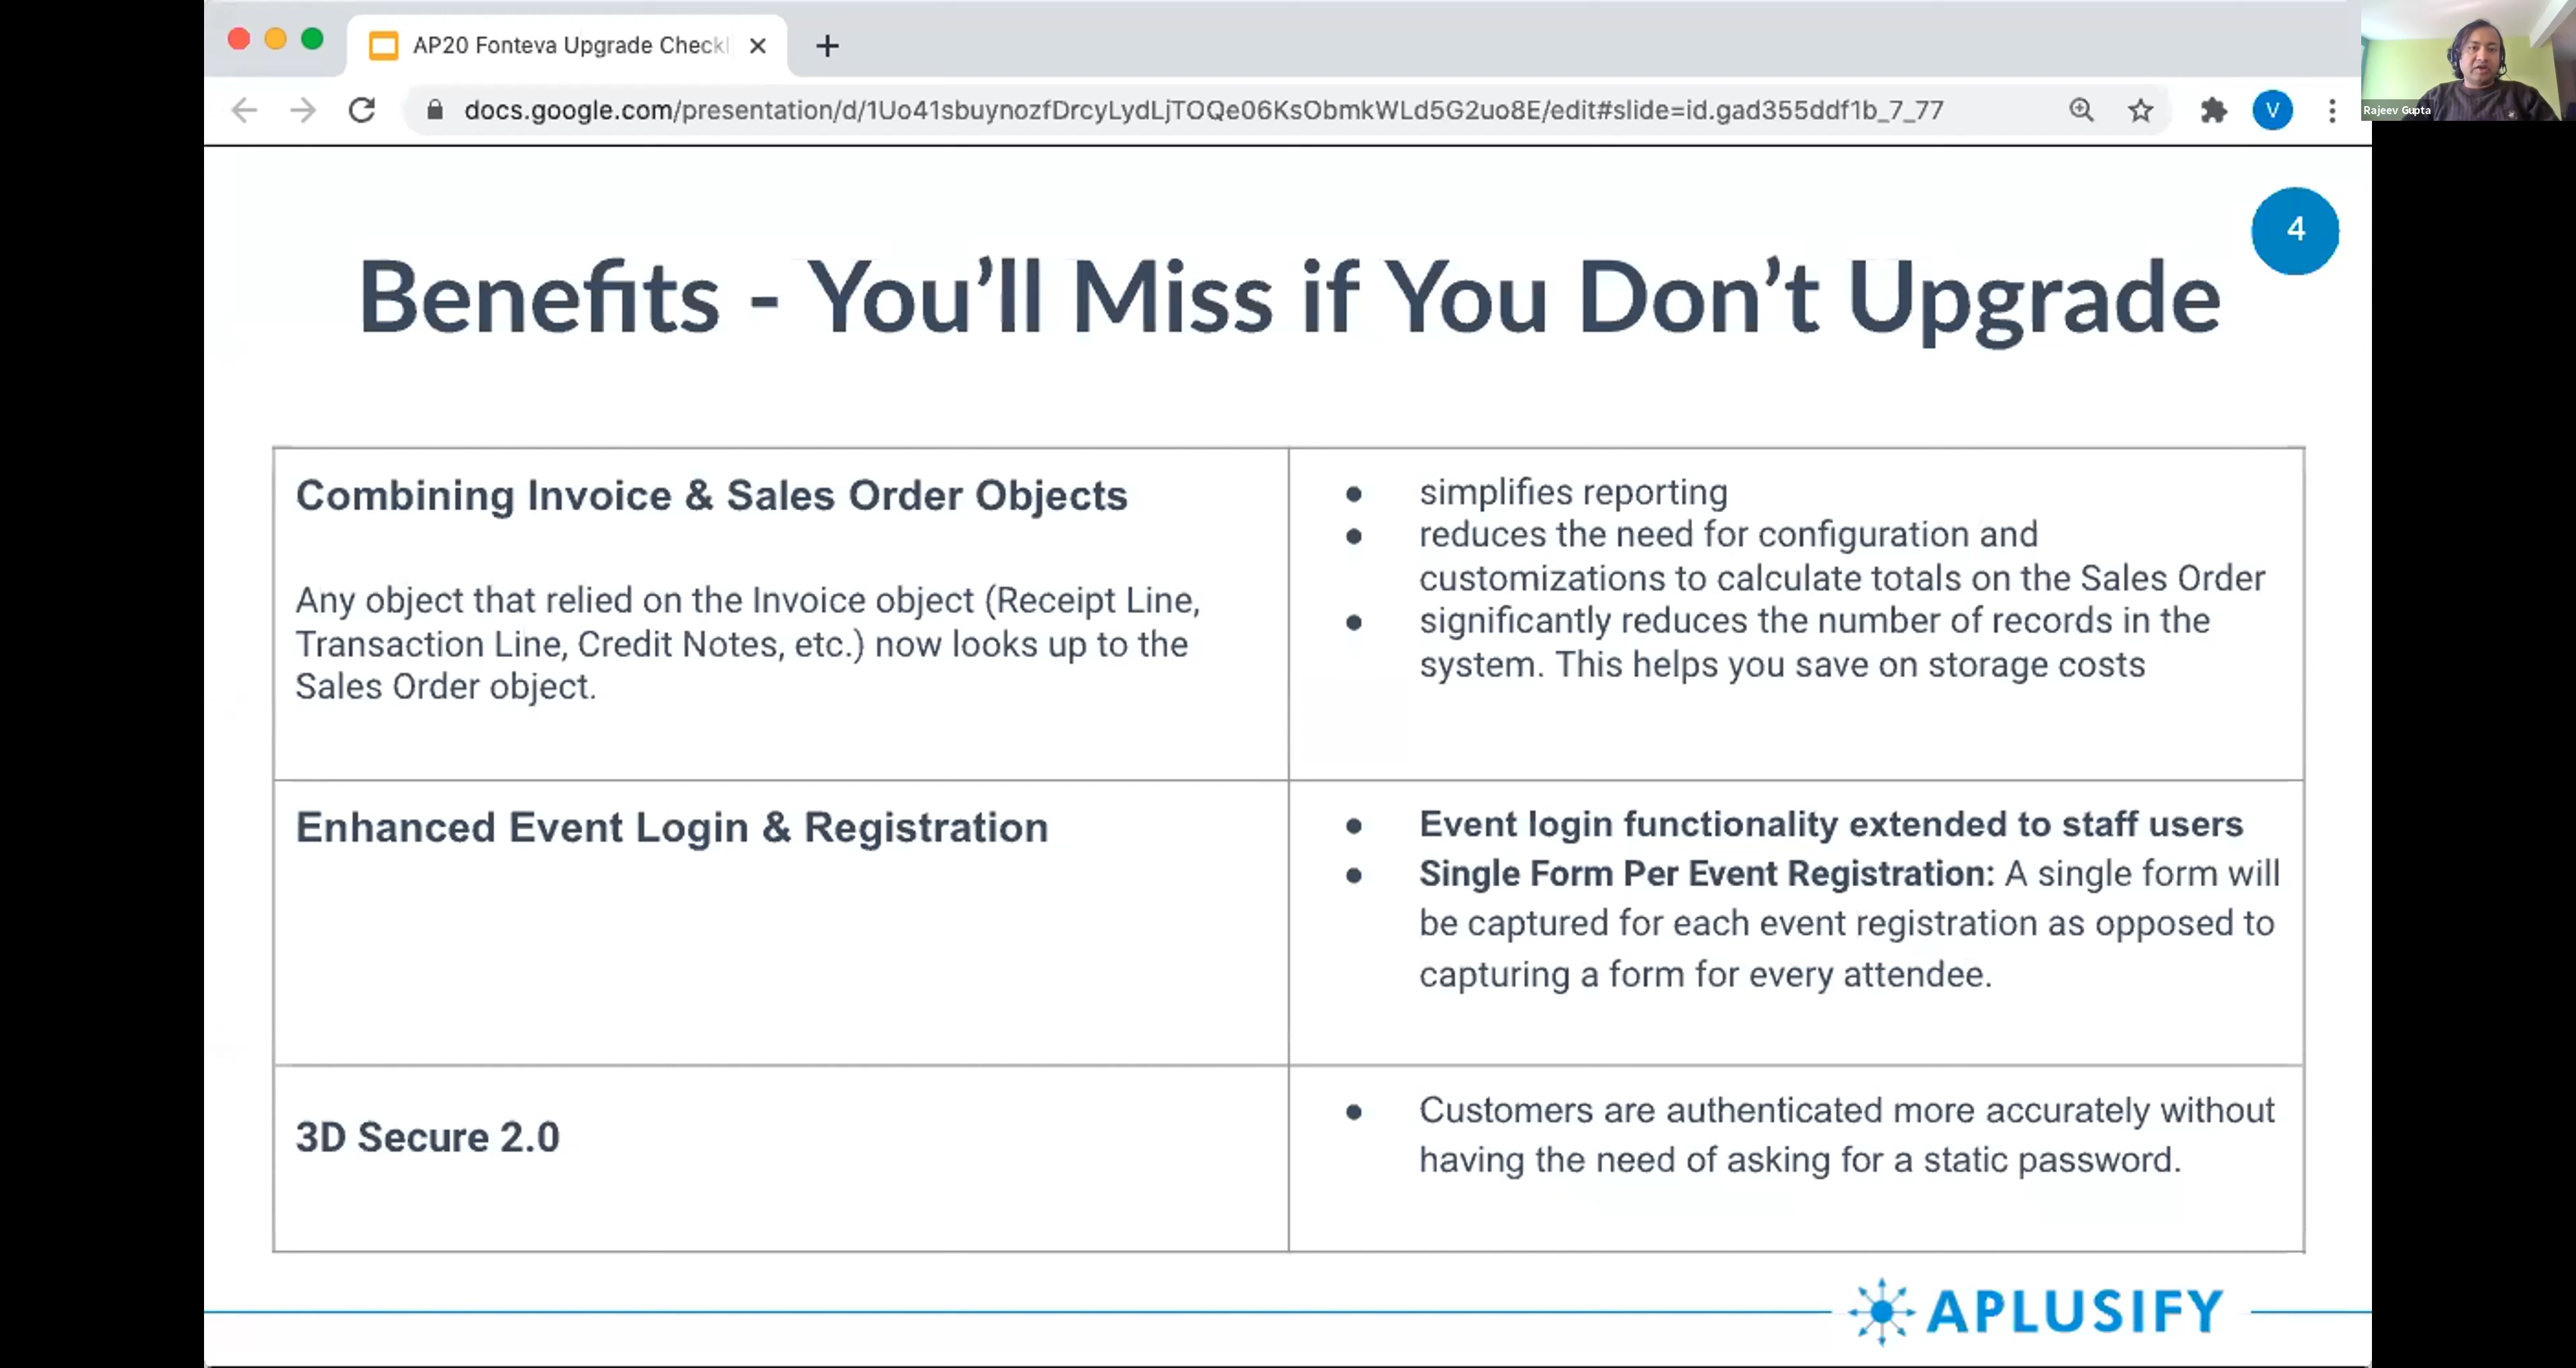 AP20 Fonteva Upgrade Checkl
docs.google.com/presentation/d/1Uo41sbuynozfDrcyLydLjTOQe06KsObmkWLd5G2uo8E/edit#slide=id.gad355ddf1b_7_77
V
Rajeev Gupta
4
Benefits - You’ll Miss if You Don’t Upgrade
Combining Invoice & Sales Order Objects
Any object that relied on the Invoice object (Receipt Line,
Transaction Line, Credit Notes, etc.) now looks up to the
Sales Order object.
● simplifies reporting
● reduces the need for configuration and
customizations to calculate totals on the Sales Order
● significantly reduces the number of records in the
system. This helps you save on storage costs
Enhanced Event Login & Registration
● Event login functionality extended to staff users
● Single Form Per Event Registration: A single form will
be captured for each event registration as opposed to
capturing a form for every attendee.
3D Secure 2.0
● Customers are authenticated more accurately without
having the need of asking for a static password.
APLUSIFY